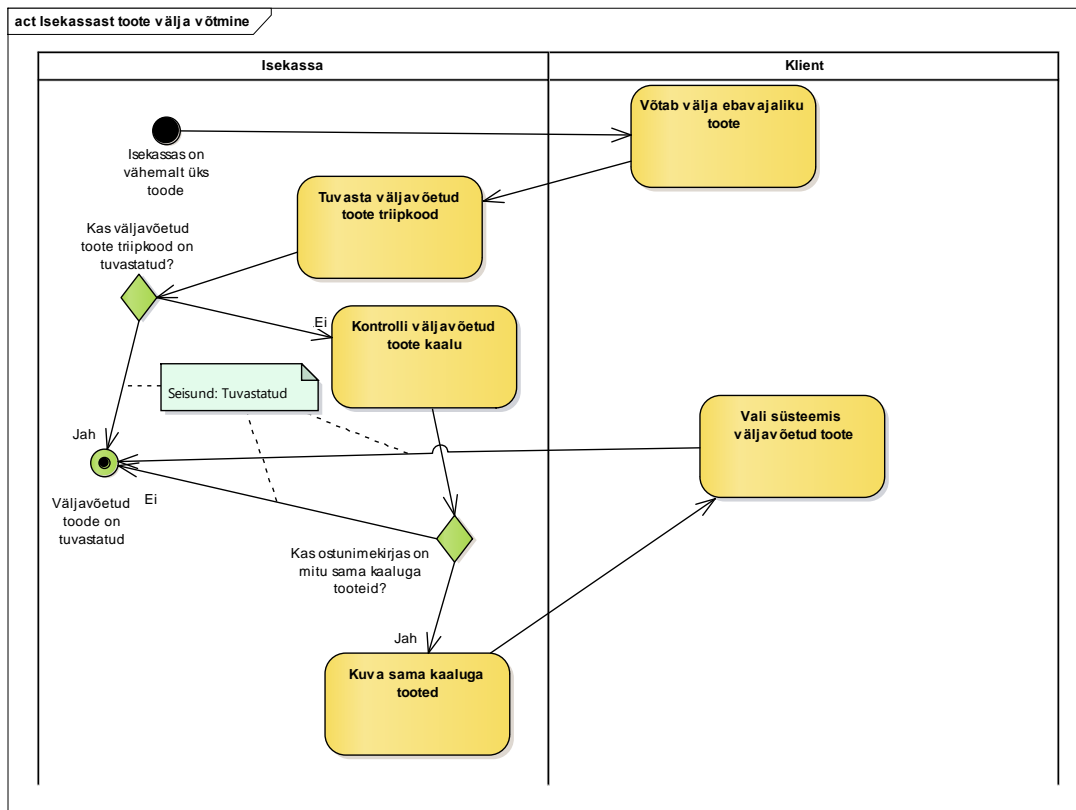 act Isekassast toote välja võtmine
Isekassa
Klient
Võtab välja ebavajaliku
toote
Isekassas on
vähemalt üks
toode
Tuvasta väljavõetud
toote triipkood
Kas väljavõetud
toote triipkood on
tuvastatud?
Ei
Kontrolli väljavõetud
toote kaalu
Seisund: Tuvastatud
Vali süsteemis
väljavõetud toote
Jah
Väljavõetud
toode on
tuvastatud
Ei
Kas ostunimekirjas on
mitu sama kaaluga
tooteid?
Jah
Kuva sama kaaluga
tooted